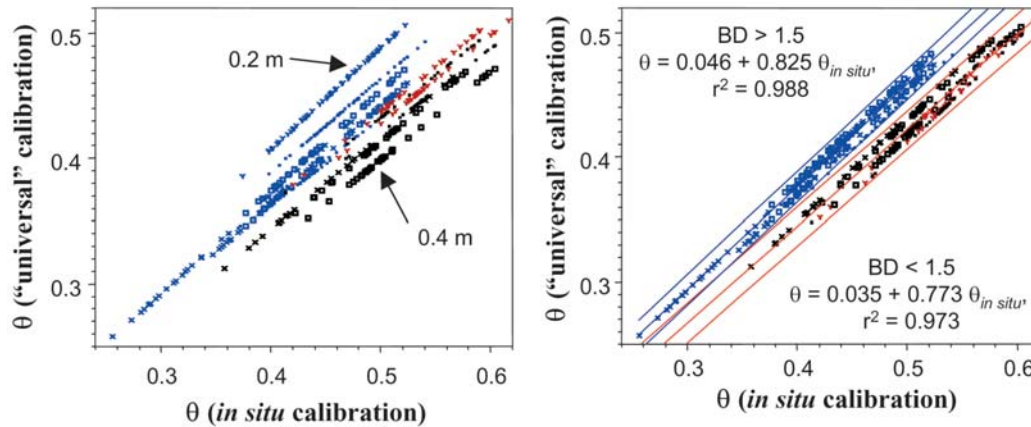 θ ("universal" calibration)
0.5
0.4
0.3
0.2 m
0.4 m
0.3
0.4
0.5
0.6
θ (in situ calibration)
θ ("universal" calibration)
0.5
0.4
0.3
BD > 1.5
θ = 0.046 + 0.825 θin situ,
r² = 0.988
BD < 1.5
θ = 0.035 + 0.773 θin situ,
r² = 0.973
0.3
0.4
0.5
0.6
θ (in situ calibration)